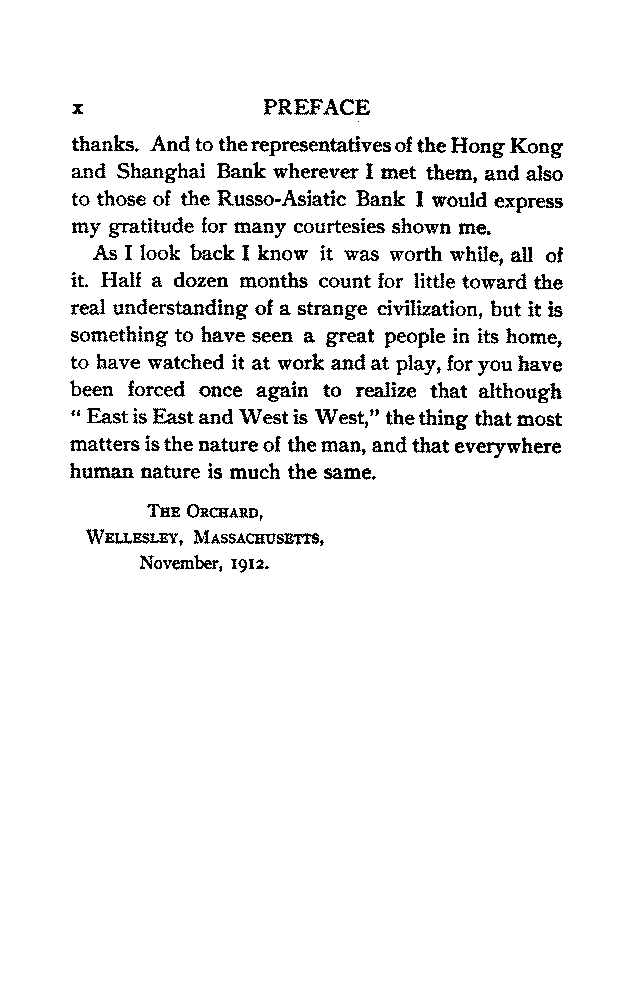 x PREFACE
thanks. And to the representatives of the Hong Kong
and Shanghai Bank wherever I met them, and also
to those of the Russo-Asiatic Bank I would express
my gratitude for many courtesies shown me.
As I look back I know it was worth while, all of
it. Half a dozen months count for little toward the
real understanding of a strange civilization, but it is
something to have seen a great people in its home,
to have watched it at work and at play, for you have
been forced once again to realize that although
“ East is East and West is West,” the thing that most
matters is the nature of the man, and that everywhere
human nature is much the same.
The Orchard,
Wellesley, Massachusetts,
November, 1912.